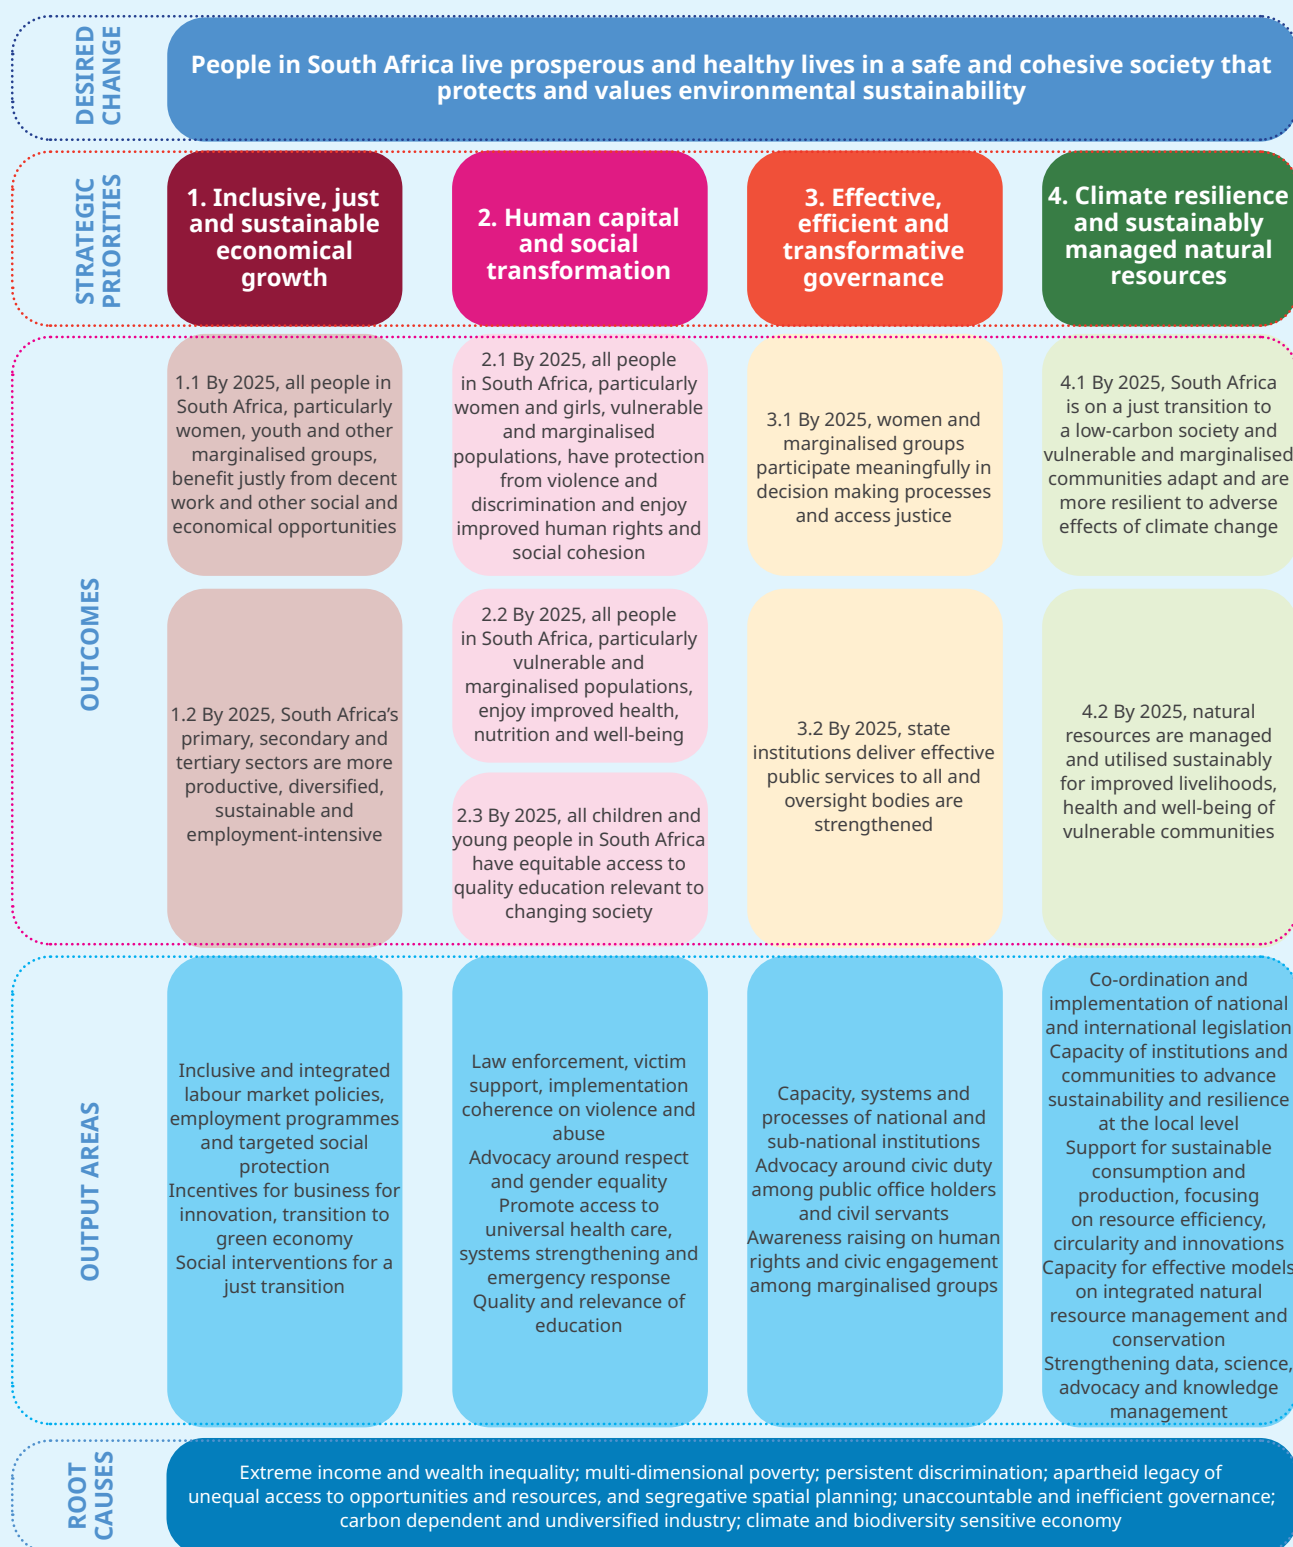 DESIRED
CHANGE
People in South Africa live prosperous and healthy lives in a safe and cohesive society that
protects and values environmental sustainability
STRATEGIC
PRIORITIES
1. Inclusive, just
and sustainable
economical
growth
2. Human capital
and social
transformation
3. Effective,
efficient and
transformative
governance
4. Climate resilience
and sustainably
managed natural
resources
OUTCOMES
1.1 By 2025, all people in
South Africa, particularly
women, youth and other
marginalised groups,
benefit justly from decent
work and other social and
economical opportunities
2.1 By 2025, all people
in South Africa, particularly
women and girls, vulnerable
and marginalised
populations, have protection
from violence and
discrimination and enjoy
improved human rights and
social cohesion
3.1 By 2025, women and
marginalised groups
participate meaningfully in
decision making processes
and access justice
4.1 By 2025, South Africa
is on a just transition to
a low-carbon society and
vulnerable and marginalised
communities adapt and are
more resilient to adverse
effects of climate change
1.2 By 2025, South Africa’s
primary, secondary and
tertiary sectors are more
productive, diversified,
sustainable and
employment-intensive
2.2 By 2025, all people
in South Africa, particularly
vulnerable and
marginalised populations,
enjoy improved health,
nutrition and well-being
2.3 By 2025, all children and
young people in South Africa
have equitable access to
quality education relevant to
changing society
3.2 By 2025, state
institutions deliver effective
public services to all and
oversight bodies are
strengthened
4.2 By 2025, natural
resources are managed
and utilised sustainably
for improved livelihoods,
health and well-being of
vulnerable communities
OUTPUT AREAS
Inclusive and integrated
labour market policies,
employment programmes
and targeted social
protection
Incentives for business for
innovation, transition to
green economy
Social interventions for a
just transition
Law enforcement, victim
support, implementation
coherence on violence and
abuse
Advocacy around respect
and gender equality
Promote access to
universal health care,
systems strengthening and
emergency response
Quality and relevance of
education
Capacity, systems and
processes of national and
sub-national institutions
Advocacy around civic duty
among public office holders
and civil servants
Awareness raising on human
rights and civic engagement
among marginalised groups
Co-ordination and
implementation of national
and international legislation
Capacity of institutions and
communities to advance
sustainability and resilience
at the local level
Support for sustainable
consumption and
production, focusing
on resource efficiency,
circularity and innovations
Capacity for effective models
on integrated natural
resource management and
conservation
Strengthening data, science,
advocacy and knowledge
management
ROOT
CAUSES
Extreme income and wealth inequality; multi-dimensional poverty; persistent discrimination; apartheid legacy of
unequal access to opportunities and resources, and segregative spatial planning; unaccountable and inefficient governance;
carbon dependent and undiversified industry; climate and biodiversity sensitive economy